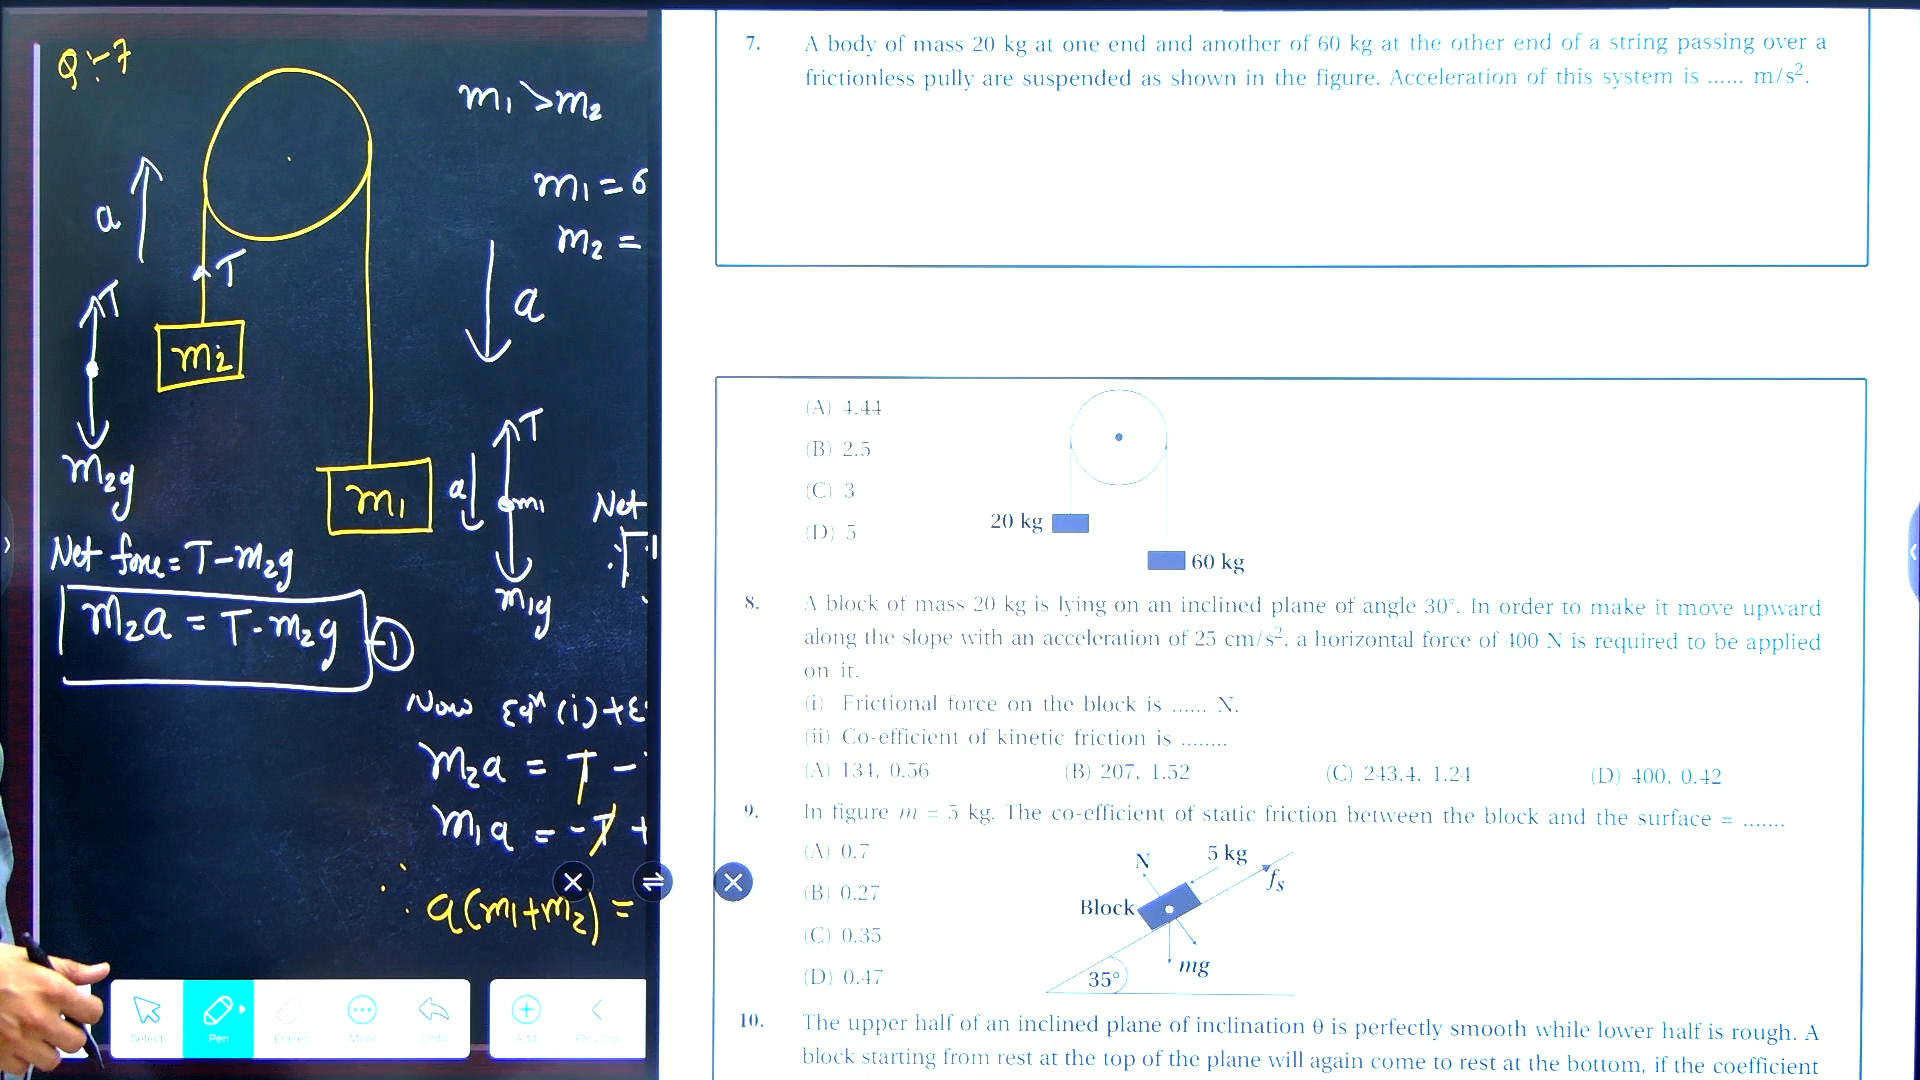 Q:-7
m1 > m2
m1 = 6
m2 =
a
a
T
T
m2
m2g
T
m1
a
m1
m1g
Net
Net force = T - m2g
m2a = T - m2g -①
Now Eqn (i) +
m2a = T -
m1a = -T +
∴ a(m1+m2) =
Select
Pen
Eraser
More
Undo
Add
Previous
7. A body of mass 20 kg at one end and another of 60 kg at the other end of a string passing over a
frictionless pully are suspended as shown in the figure. Acceleration of this system is ...... m/s².
(A) 4.44
(B) 2.5
(C) 3
(D) 5
20 kg
60 kg
8. A block of mass 20 kg is lying on an inclined plane of angle 30°. In order to make it move upward
along the slope with an acceleration of 25 cm/s², a horizontal force of 400 N is required to be applied
on it.
(i) Frictional force on the block is ...... N.
(ii) Co-efficient of kinetic friction is ........
(A) 134, 0.56 (B) 207, 1.52 (C) 243.4, 1.24 (D) 400, 0.42
9. In figure m = 5 kg. The co-efficient of static friction between the block and the surface = .......
(A) 0.7
(B) 0.27
(C) 0.35
(D) 0.47
N
5 kg
fs
Block
mg
35°
10. The upper half of an inclined plane of inclination θ is perfectly smooth while lower half is rough. A
block starting from rest at the top of the plane will again come to rest at the bottom, if the coefficient